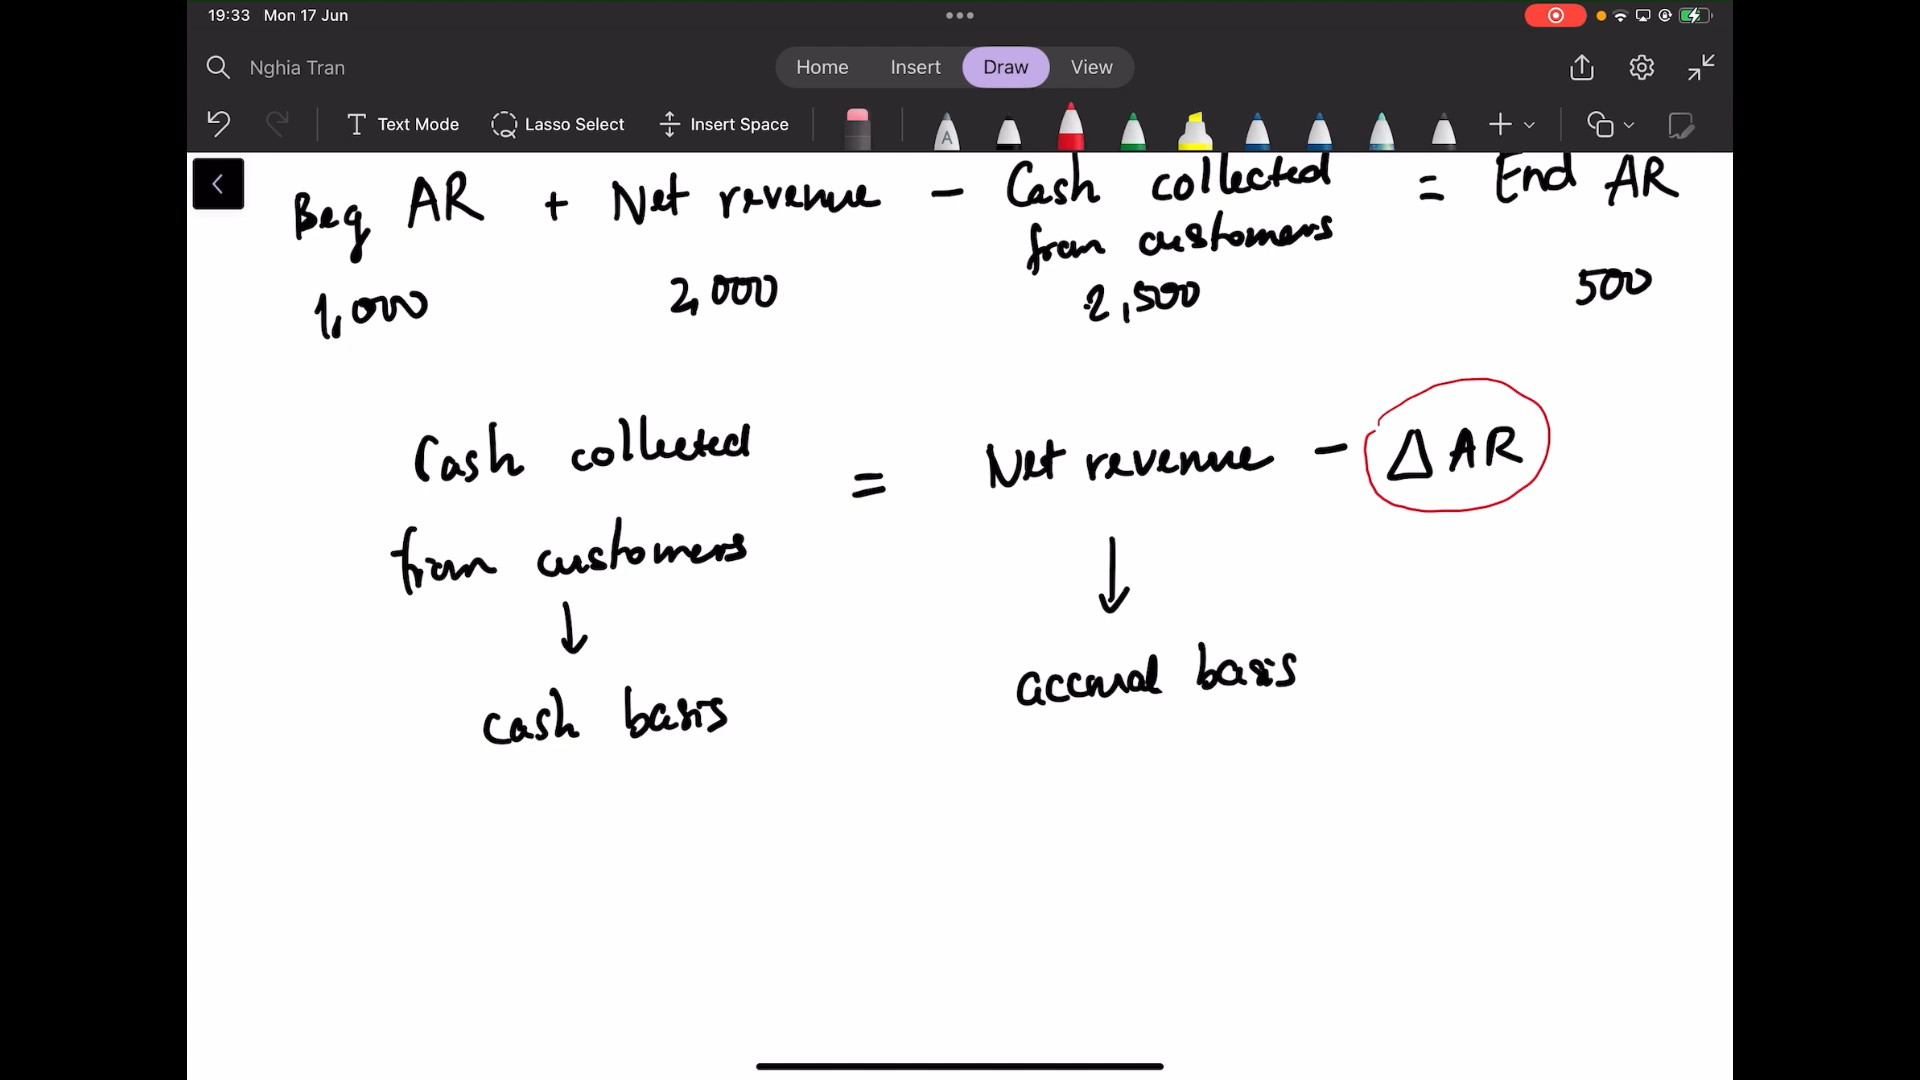 19:33 Mon 17 Jun
Nghia Tran
Home Insert Draw View
Text Mode Lasso Select Insert Space A
Beg AR + Net revenue - Cash collected from customers = End AR
1,000 2,000 2,500 500
Cash collected from customers = Net revenue - Δ AR
↓ ↓
cash basis accrual basis